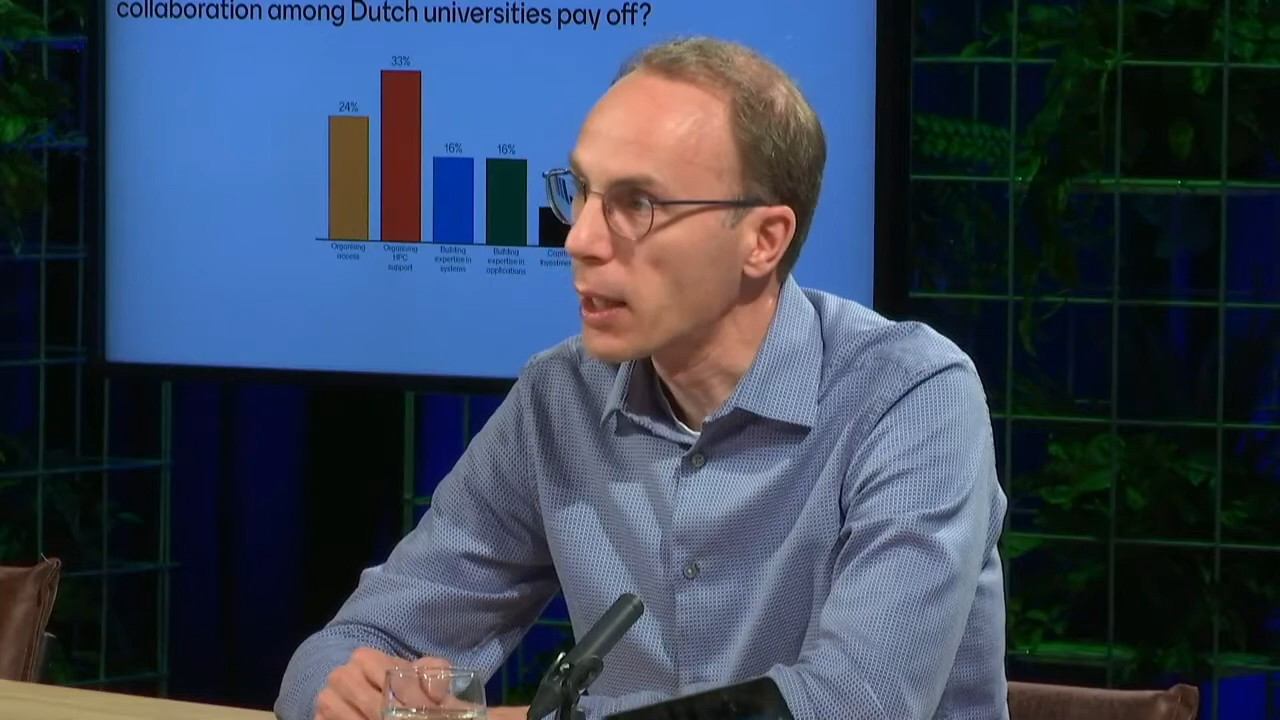 collaboration among Dutch universities pay off?
33%
24%
16%
16%
Organising
access
Organising
HPC
support
Building
expertise in
systems
Building
expertise in
applications